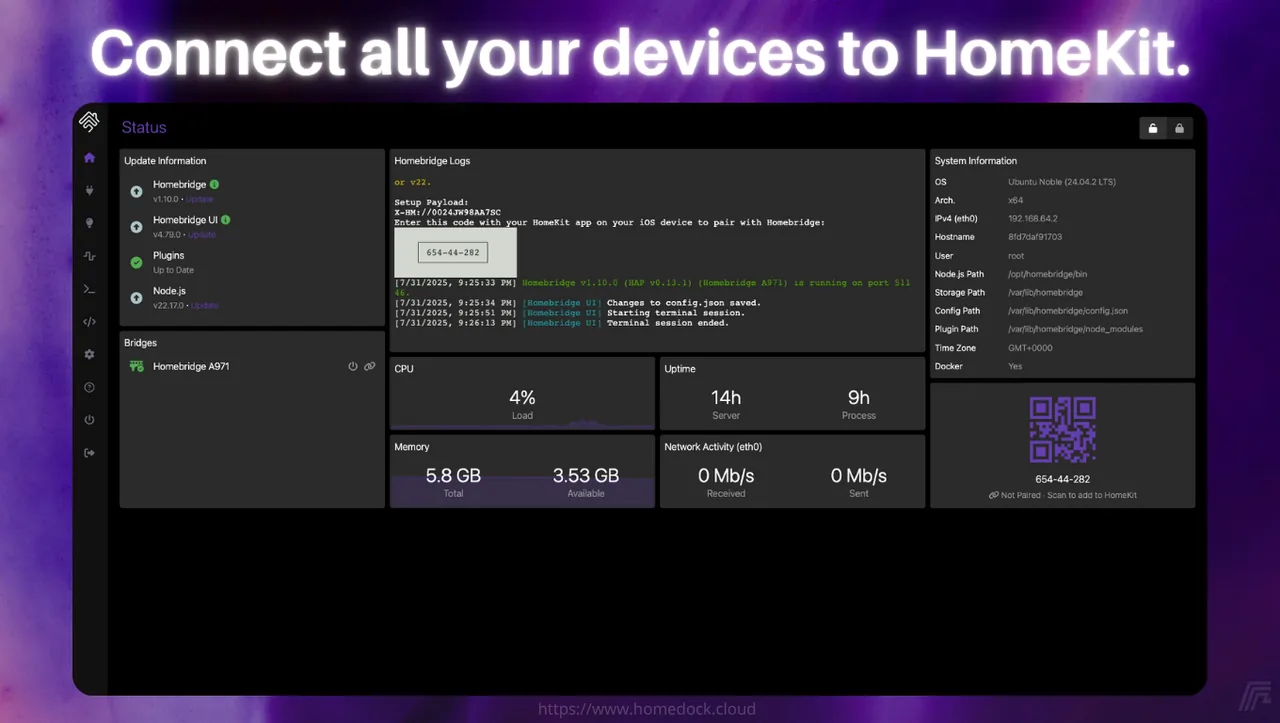 Connect all your devices to HomeKit.
Status
Update Information
Homebridge
v1.10.0 • Update
Homebridge UI
v4.78.0 • Update
Plugins
Up to Date
Node.js
v22.17.0 • Update
Bridges
Homebridge A971
Homebridge Logs
or v22.
Setup Payload:
X-HM://0024JW98AA7SC
Enter this code with your HomeKit app on your iOS device to pair with Homebridge:
654-44-282
[7/31/2025, 9:25:33 PM] Homebridge v1.10.0 (HAP v0.13.1) (Homebridge A971) is running on port 511
46.
[7/31/2025, 9:25:34 PM] [Homebridge UI] Changes to config.json saved.
[7/31/2025, 9:25:51 PM] [Homebridge UI] Starting terminal session.
[7/31/2025, 9:26:13 PM] [Homebridge UI] Terminal session ended.
CPU
4%
Load
Uptime
14h
Server
9h
Process
Memory
5.8 GB
Total
3.53 GB
Available
Network Activity (eth0)
0 Mb/s
Received
0 Mb/s
Sent
System Information
OS Ubuntu Noble (24.04.2 LTS)
Arch. x64
IPv4 (eth0) 192.168.64.2
Hostname 8fd7daf91703
User root
Node.js Path /opt/homebridge/bin
Storage Path /var/lib/homebridge
Config Path /var/lib/homebridge/config.json
Plugin Path /var/lib/homebridge/node_modules
Time Zone GMT+0000
Docker Yes
654-44-282
Not Paired · Scan to add to HomeKit
https://www.homedock.cloud